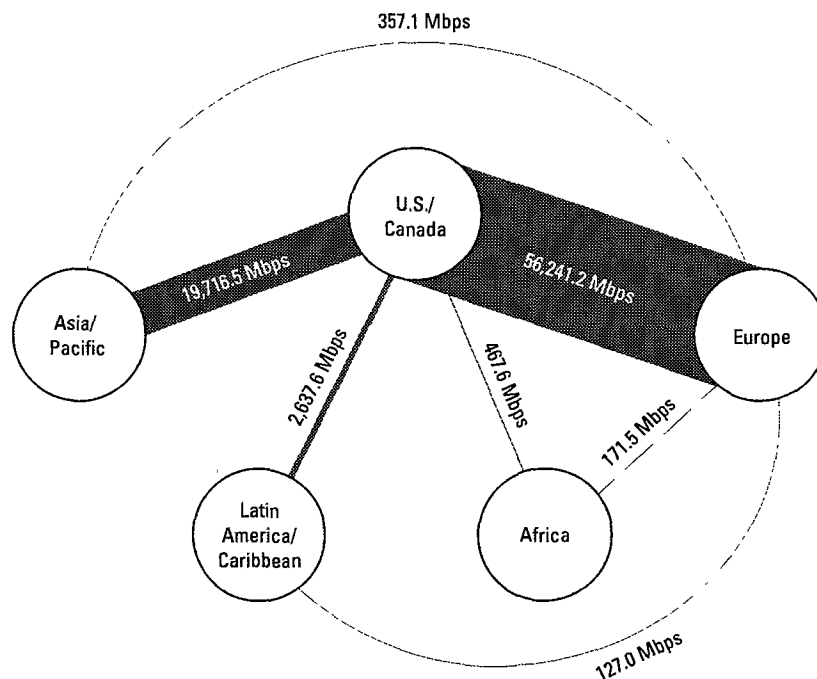 357.1 Mbps
U.S./
Canada
19,716.5 Mbps
56,241.2 Mbps
Asia/
Pacific
Europe
2,637.6 Mbps
467.6 Mbps
171.5 Mbps
Latin
America/
Caribbean
Africa
127.0 Mbps